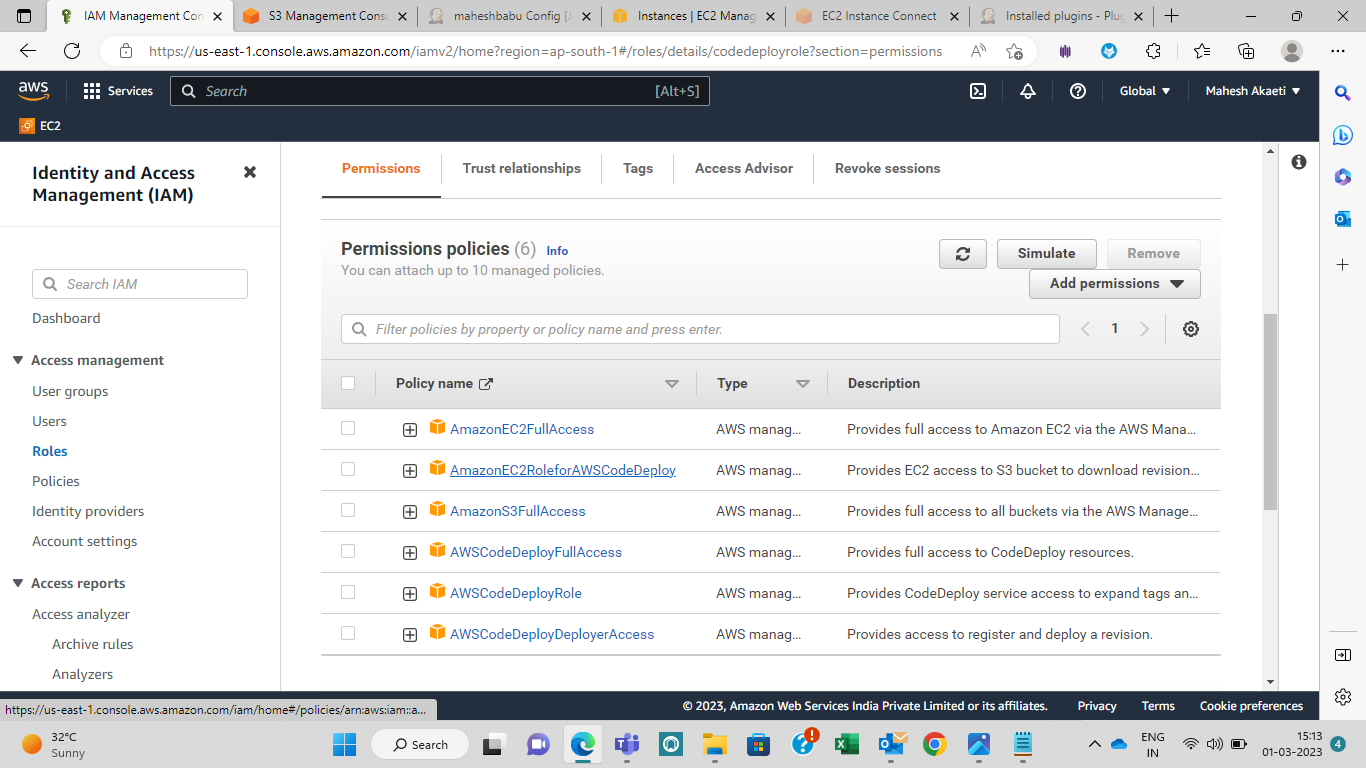 IAM Management Con
S3 Management Cons
maheshbabu Config [J
Instances | EC2 Manag
EC2 Instance Connect
Installed plugins - Plug
https://us-east-1.console.aws.amazon.com/iamv2/home?region=ap-south-1#/roles/details/codedeployrole?section=permissions
aws
Services
Search
[Alt+S]
Global
Mahesh Akaeti
EC2
Identity and Access
Management (IAM)
Search IAM
Dashboard
Access management
User groups
Users
Roles
Policies
Identity providers
Account settings
Access reports
Access analyzer
Archive rules
Analyzers
Permissions
Trust relationships
Tags
Access Advisor
Revoke sessions
Permissions policies (6) Info
You can attach up to 10 managed policies.
Simulate
Remove
Add permissions
Filter policies by property or policy name and press enter.
1
Policy name Type Description
AmazonEC2FullAccess AWS manag... Provides full access to Amazon EC2 via the AWS Mana...
AmazonEC2RoleforAWSCodeDeploy AWS manag... Provides EC2 access to S3 bucket to download revision...
AmazonS3FullAccess AWS manag... Provides full access to all buckets via the AWS Manage...
AWSCodeDeployFullAccess AWS manag... Provides full access to CodeDeploy resources.
AWSCodeDeployRole AWS manag... Provides CodeDeploy service access to expand tags an...
AWSCodeDeployDeployerAccess AWS manag... Provides access to register and deploy a revision.
https://us-east-1.console.aws.amazon.com/iam/home#/policies/arn:aws:iam::a...
© 2023, Amazon Web Services India Private Limited or its affiliates.
Privacy
Terms
Cookie preferences
32°C
Sunny
Search
ENG
IN
15:13
01-03-2023
4